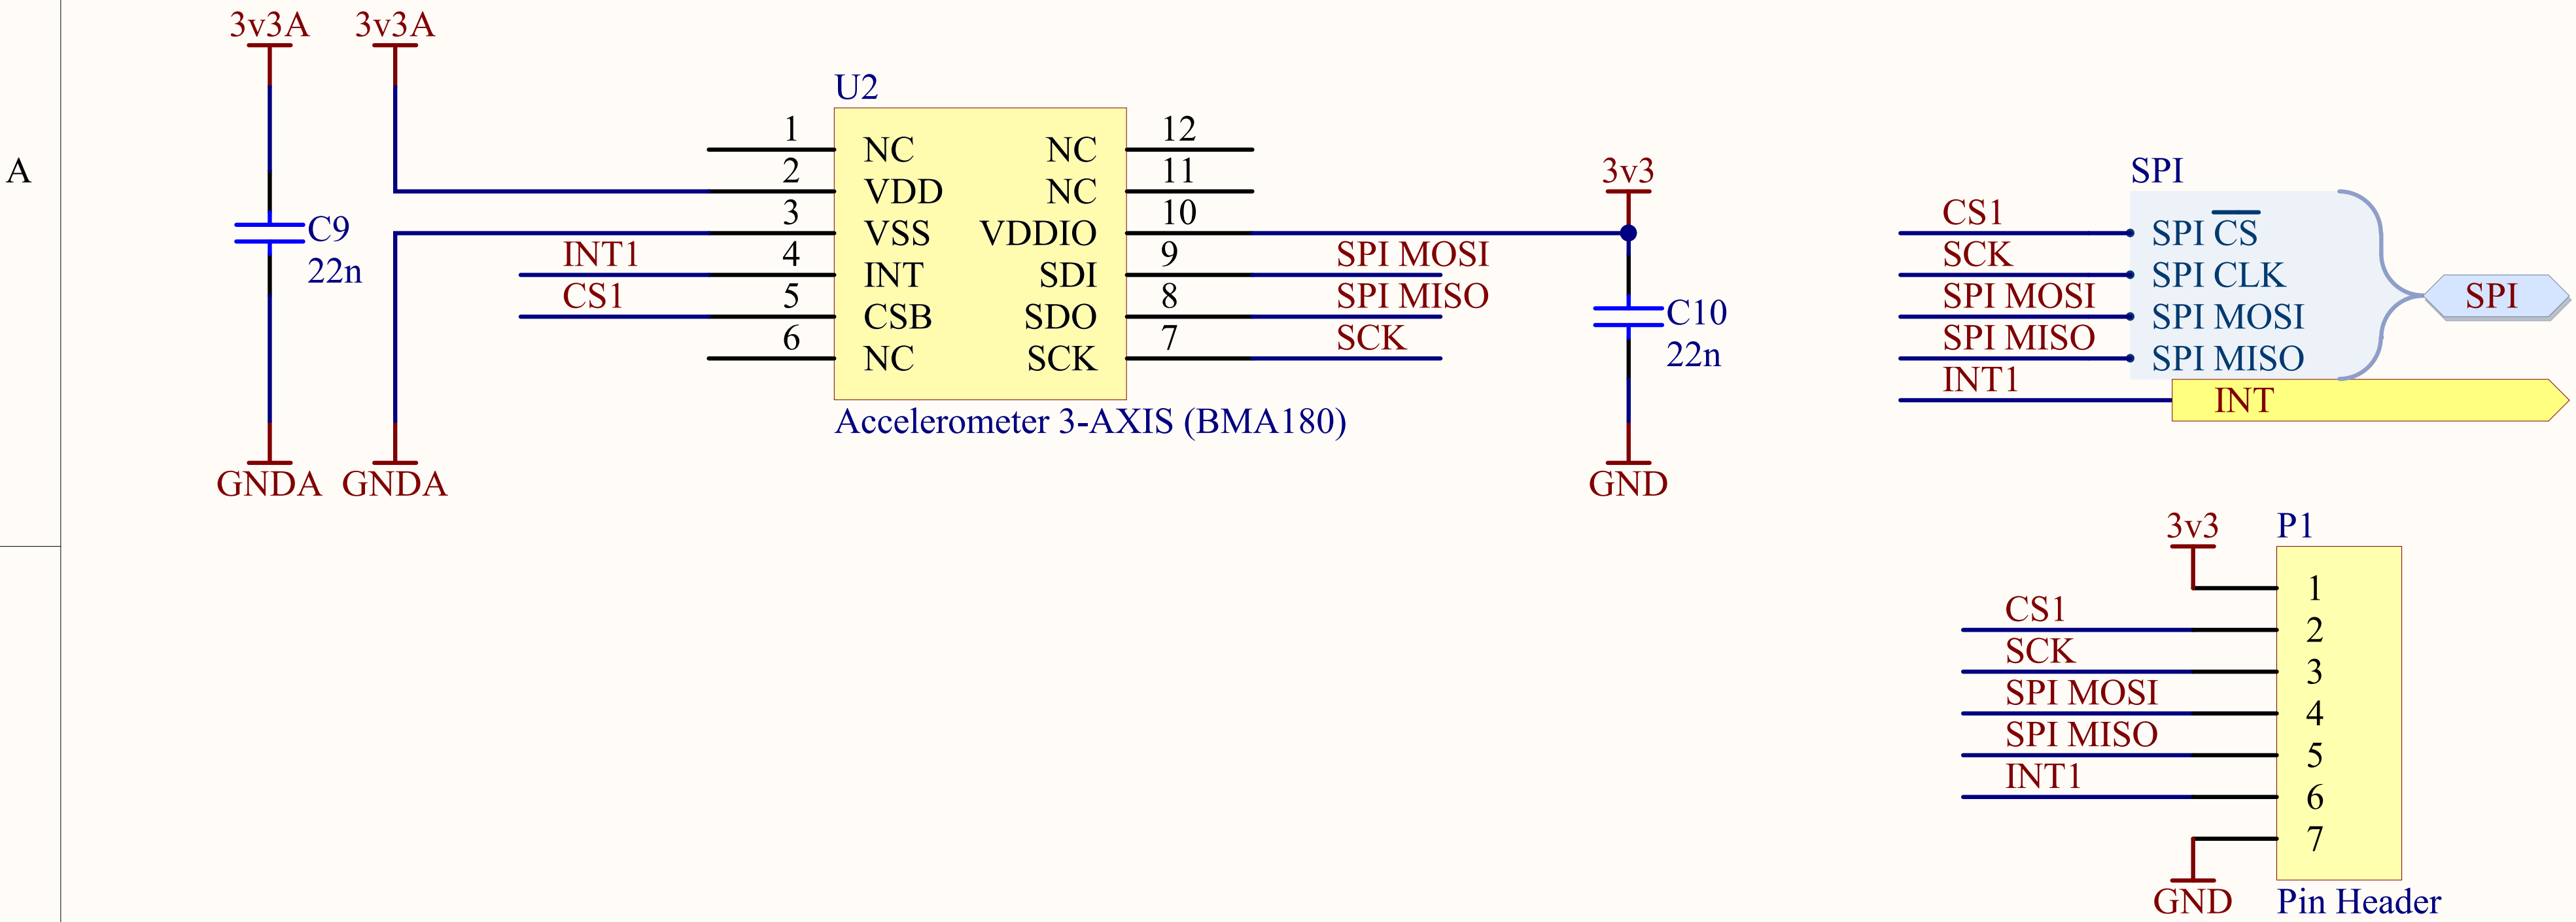 3v3A
3v3A
A
C9
22n
GNDA
GNDA
U2
1
NC
2
VDD
3
VSS
INT1
4
INT
CS1
5
CSB
6
NC
12
NC
11
NC
10
VDDIO
9
SDI
SPI MOSI
8
SDO
SPI MISO
7
SCK
SCK
Accelerometer 3-AXIS (BMA180)
3v3
C10
22n
GND
SPI
CS1
SPI CS
SCK
SPI CLK
SPI MOSI
SPI MOSI
SPI MISO
SPI MISO
INT1
INT
SPI
3v3
P1
1
CS1
2
SCK
3
SPI MOSI
4
SPI MISO
5
INT1
6
7
GND
Pin Header